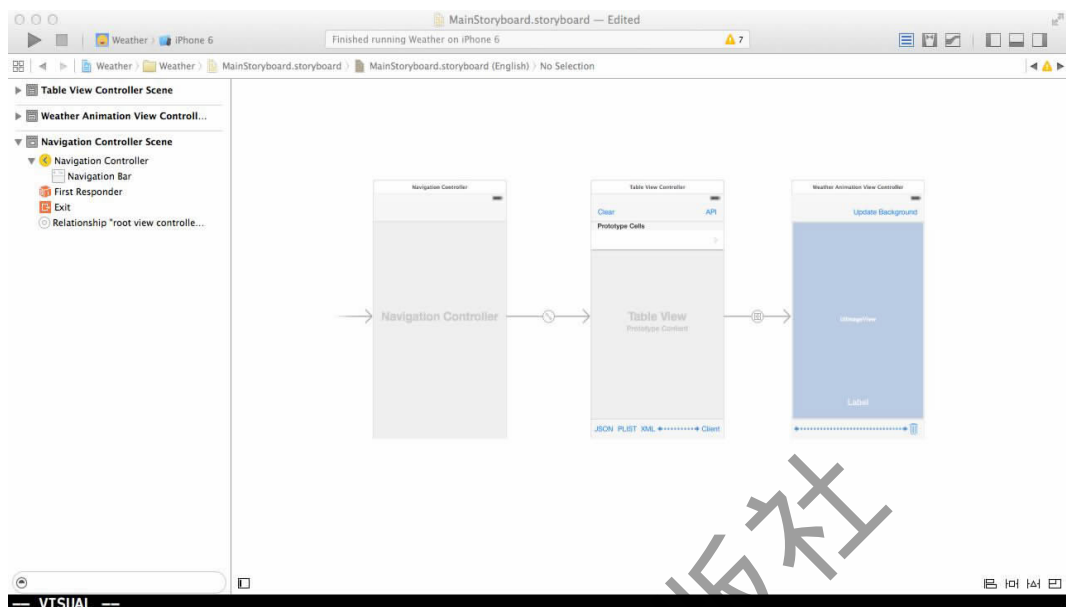 MainStoryboard.storyboard — Edited
Weather 〉 iPhone 6
Finished running Weather on iPhone 6
7
Weather 〉 Weather 〉 MainStoryboard.storyboard 〉 MainStoryboard.storyboard (English) 〉 No Selection
Table View Controller Scene
Weather Animation View Controll...
Navigation Controller Scene
Navigation Controller
Navigation Bar
First Responder
Exit
Relationship "root view controlle...
Navigation Controller
Navigation Controller
Table View Controller
Clear API
Prototype Cells
Table View
Prototype Content
JSON PLIST XML Client
Weather Animation View Controller
Update Background
UIImageView
Label
版社
-- VISUAL --